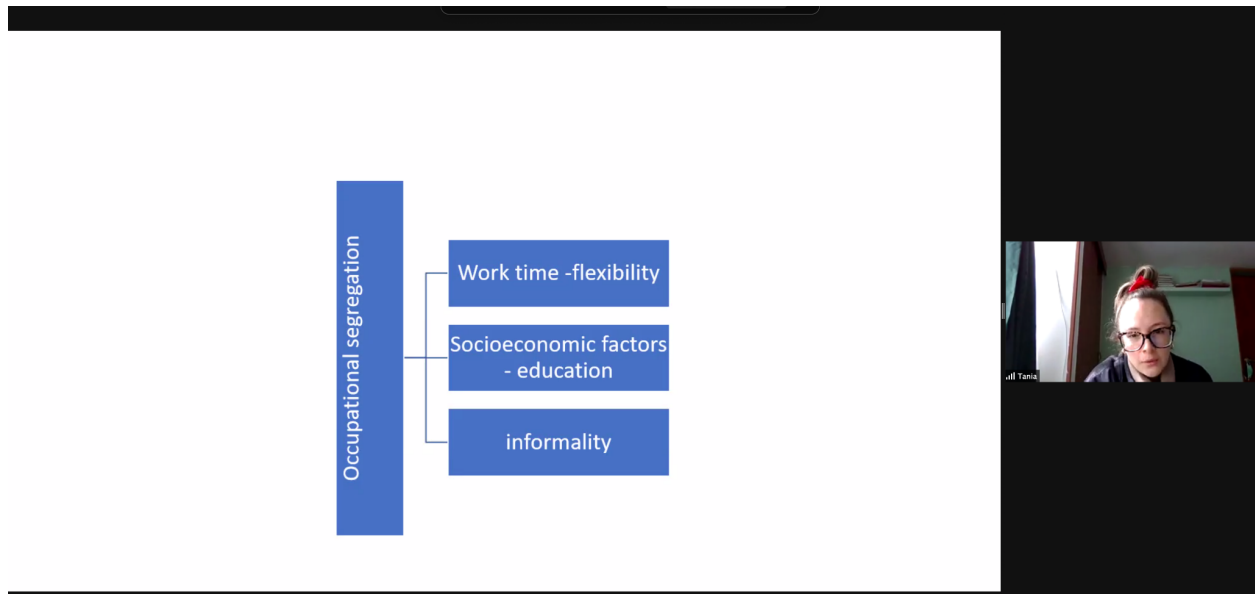 Occupational segregation
Work time -flexibility
Socioeconomic factors
- education
informality
Tania